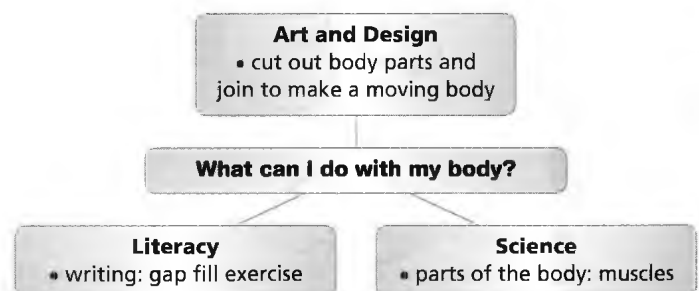 Art and Design
• cut out body parts and
join to make a moving body
What can I do with my body?
Literacy
• writing: gap fill exercise
Science
• parts of the body: muscles